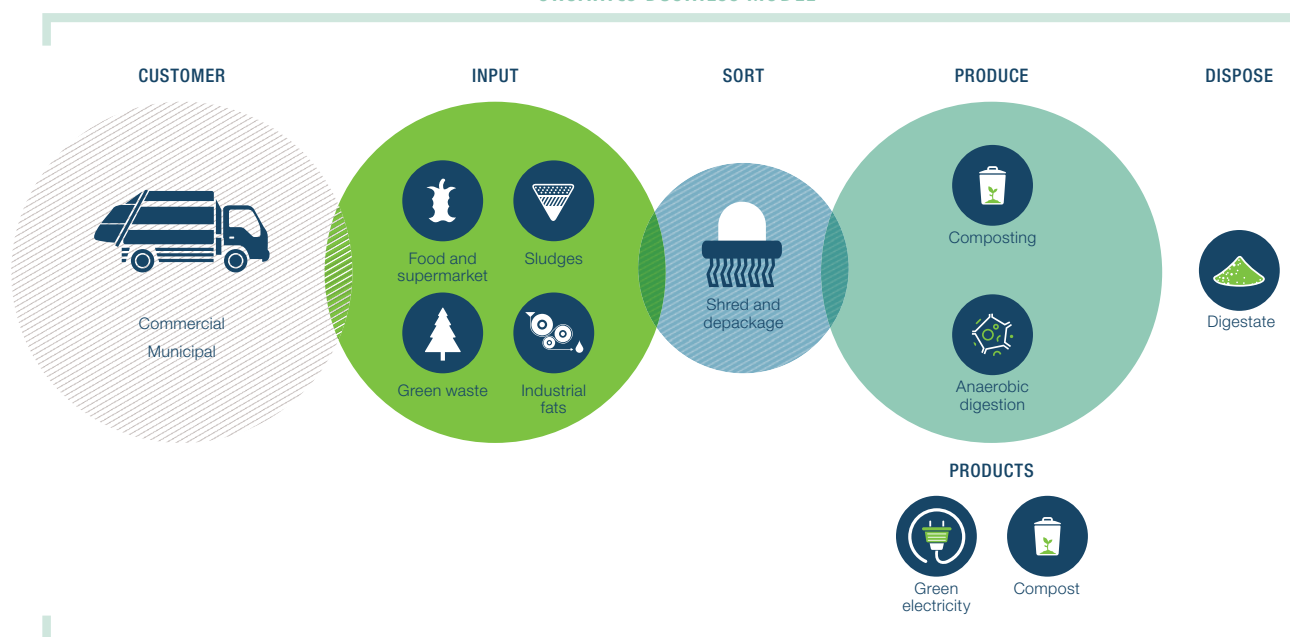 CUSTOMER
INPUT
SORT
PRODUCE
DISPOSE
Commercial
Municipal
Food and
supermarket
Sludges
Green waste
Industrial
fats
Shred and
depackage
Composting
Anaerobic
digestion
Digestate
PRODUCTS
Green
electricity
Compost